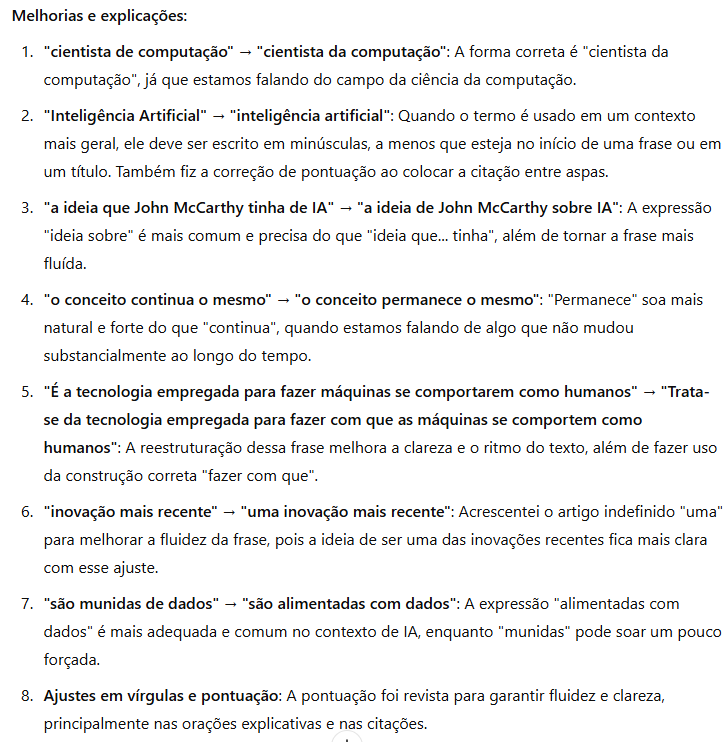 Melhorias e explicações:
1. "cientista de computação" → "cientista da computação": A forma correta é "cientista da
computação", já que estamos falando do campo da ciência da computação.
2. "Inteligência Artificial" → "inteligência artificial": Quando o termo é usado em um contexto
mais geral, ele deve ser escrito em minúsculas, a menos que esteja no início de uma frase ou em
um título. Também fiz a correção de pontuação ao colocar a citação entre aspas.
3. "a ideia que John McCarthy tinha de IA" → "a ideia de John McCarthy sobre IA": A expressão
"ideia sobre" é mais comum e precisa do que "ideia que... tinha", além de tornar a frase mais
fluída.
4. "o conceito continua o mesmo" → "o conceito permanece o mesmo": "Permanece" soa mais
natural e forte do que "continua", quando estamos falando de algo que não mudou
substancialmente ao longo do tempo.
5. "É a tecnologia empregada para fazer máquinas se comportarem como humanos" → "Trata-
se da tecnologia empregada para fazer com que as máquinas se comportem como
humanos": A reestruturação dessa frase melhora a clareza e o ritmo do texto, além de fazer uso
da construção correta "fazer com que".
6. "inovação mais recente" → "uma inovação mais recente": Acrescentei o artigo indefinido "uma"
para melhorar a fluidez da frase, pois a ideia de ser uma das inovações recentes fica mais clara
com esse ajuste.
7. "são munidas de dados" → "são alimentadas com dados": A expressão "alimentadas com
dados" é mais adequada e comum no contexto de IA, enquanto "munidas" pode soar um pouco
forçada.
8. Ajustes em vírgulas e pontuação: A pontuação foi revista para garantir fluidez e clareza,
principalmente nas orações explicativas e nas citações.